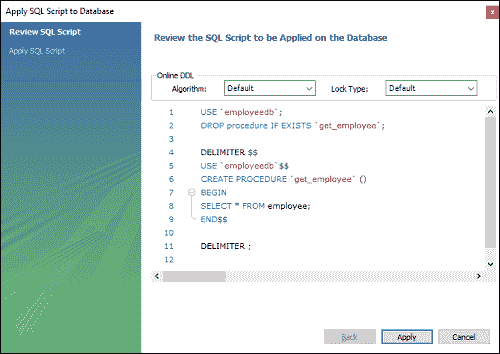 Apply SQL Script to Database
Review SQL Script
Apply SQL Script
Review the SQL Script to be Applied on the Database
Online DDL
Algorithm: Default Lock Type: Default
1 USE `employeedb`;
2 DROP procedure IF EXISTS `get_employee`;
3
4 DELIMITER $$
5 USE `employeedb`$$
6 CREATE PROCEDURE `get_employee` ()
7 BEGIN
8 SELECT * FROM employee;
9 END$$
10
11 DELIMITER ;
12
Back Apply Cancel